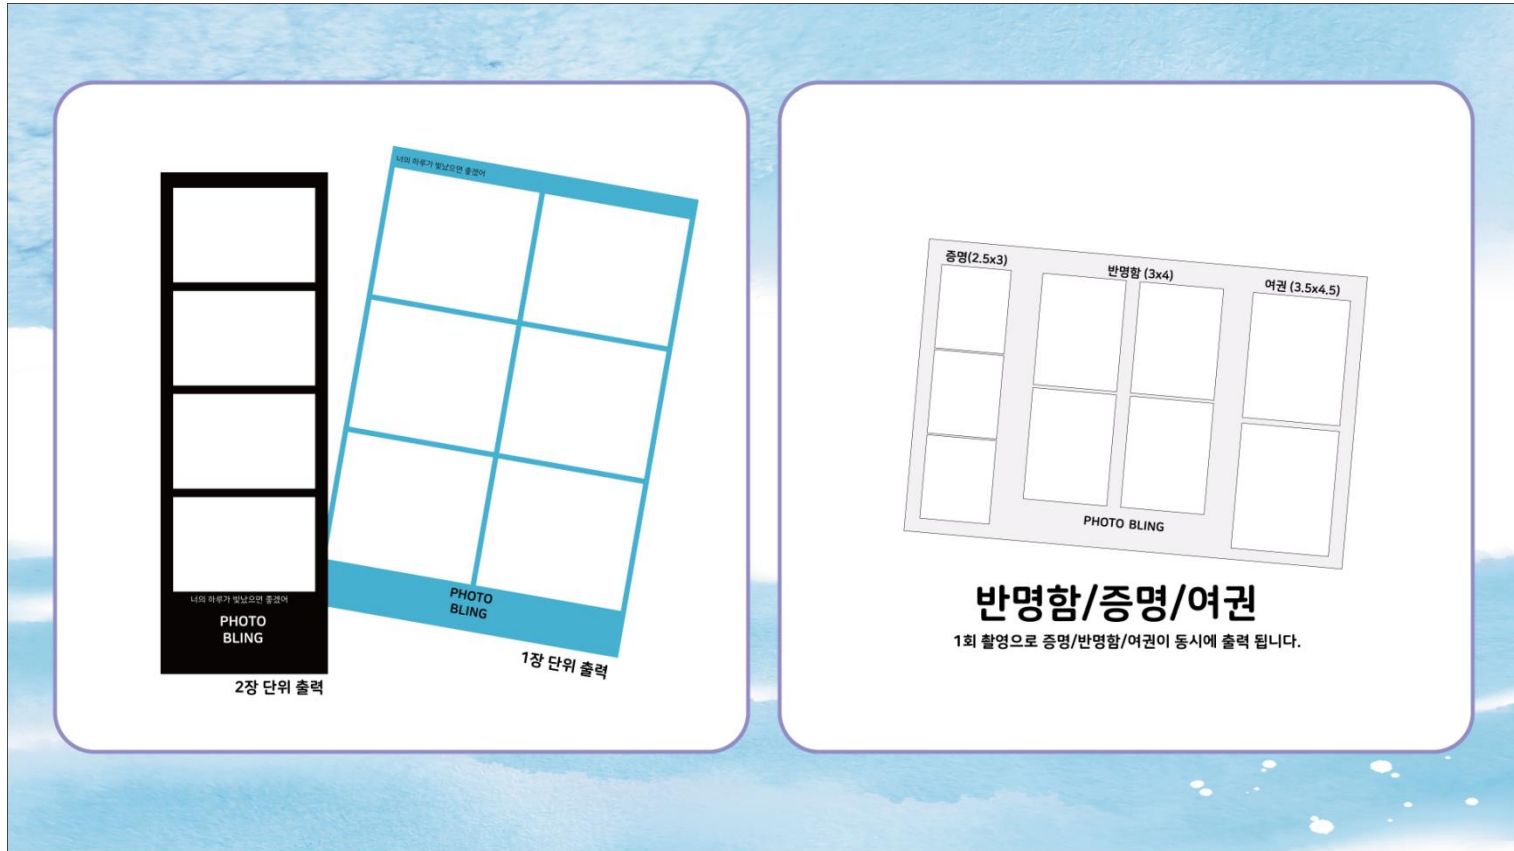 너의 하루가 빛났으면 좋겠어
PHOTO
BLING
2장 단위 출력
너의 하루가 빛났으면 좋겠어
PHOTO
BLING
1장 단위 출력
증명(2.5x3)
반명함 (3x4)
여권 (3.5x4.5)
PHOTO BLING
반명함/증명/여권
1회 촬영으로 증명/반명함/여권이 동시에 출력 됩니다.